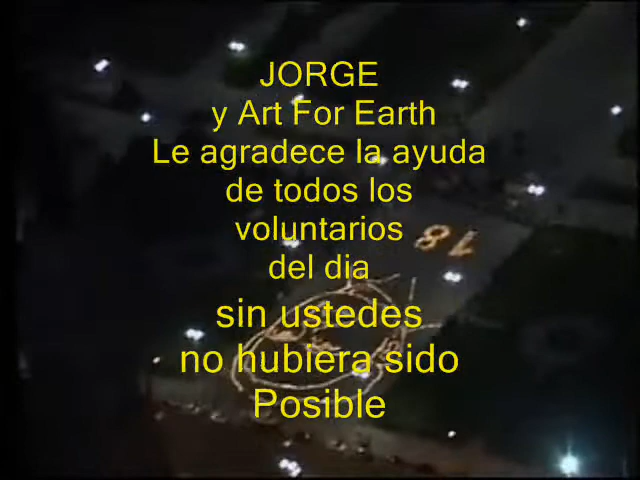 JORGE
y Art For Earth
Le agradece la ayuda
de todos los
voluntarios
del dia
sin ustedes
no hubiera sido
Posible
18